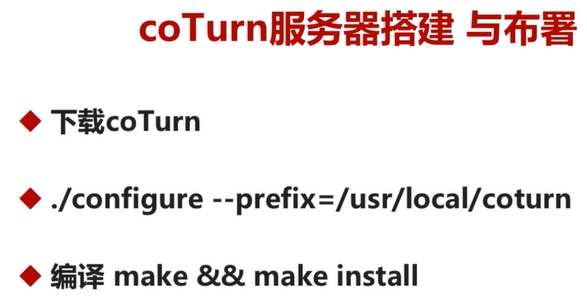 coTurn服务器搭建 与布署
下载coTurn
./configure --prefix=/usr/local/coturn
编译 make && make install